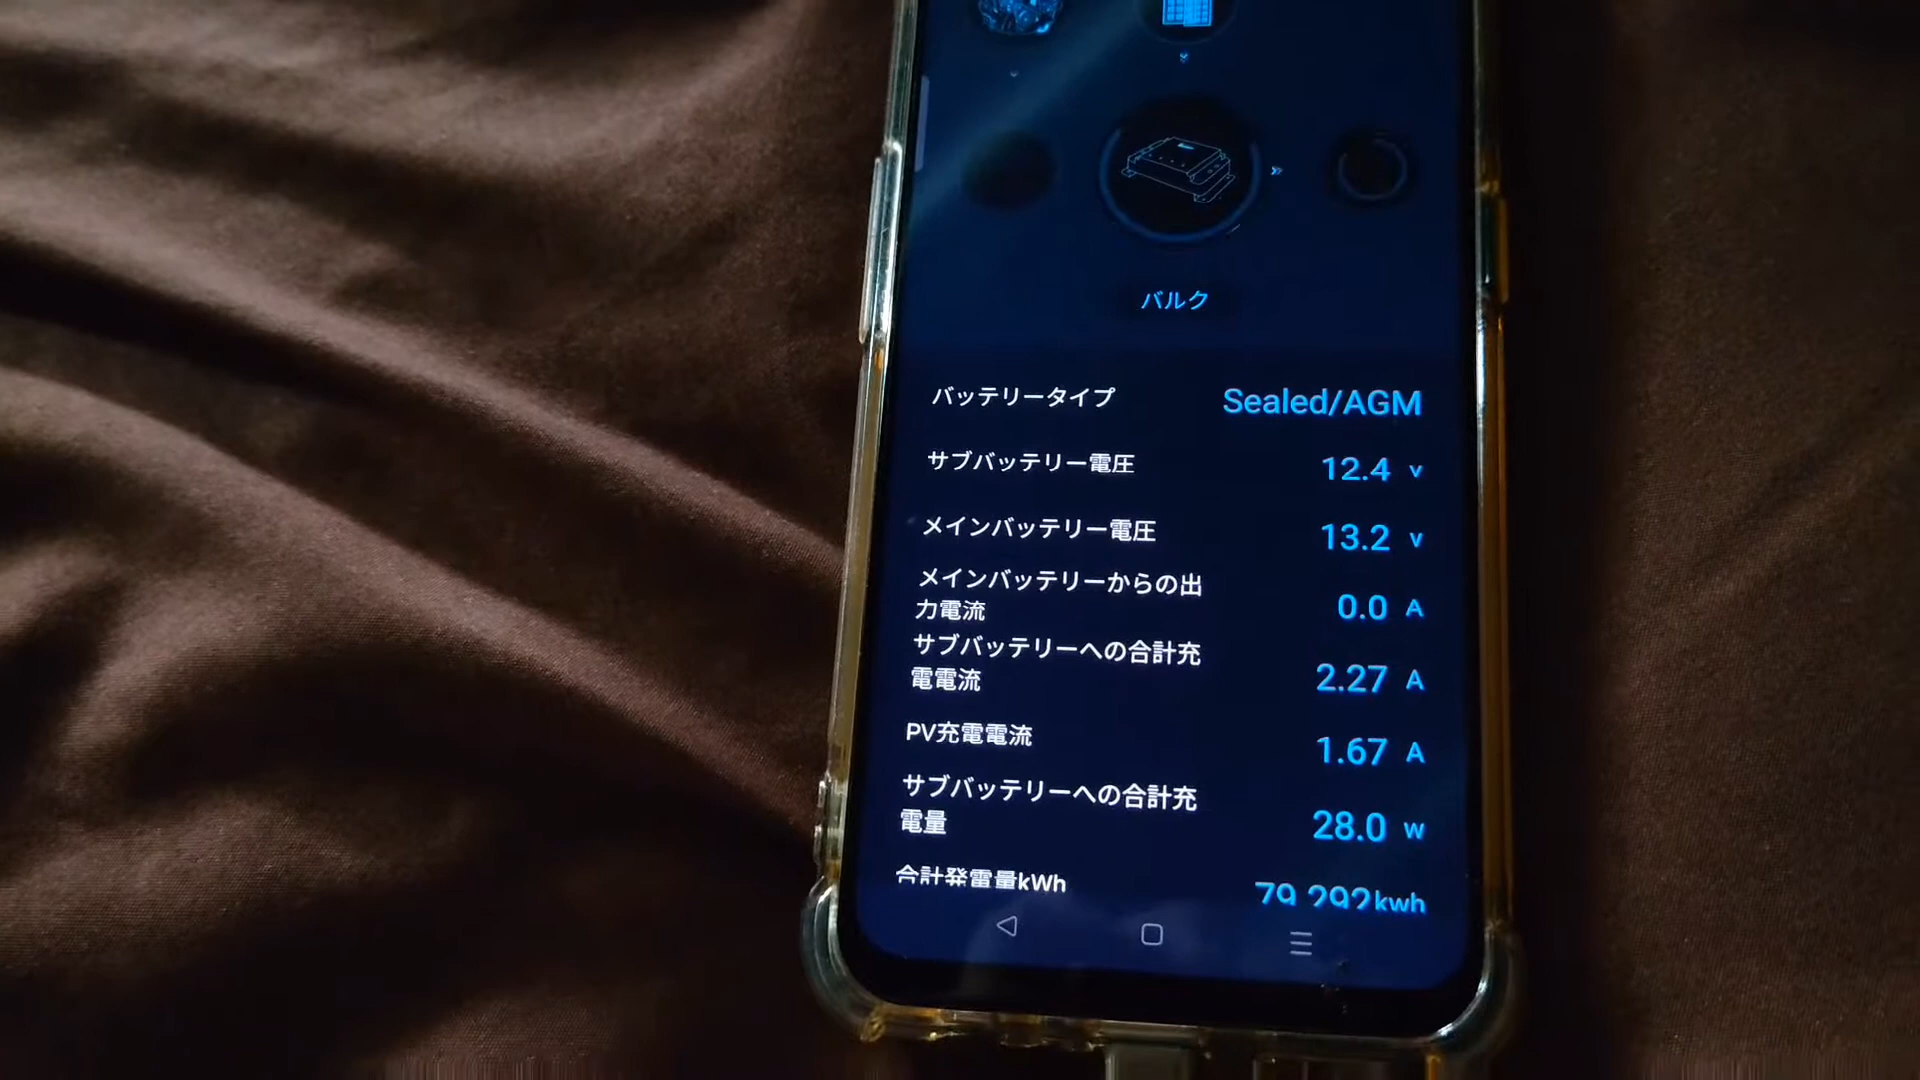 バルク
バッテリータイプ Sealed/AGM
サブバッテリー電圧 12.4 v
メインバッテリー電圧 13.2 v
メインバッテリーからの出
力電流 0.0 A
サブバッテリーへの合計充
電電流 2.27 A
PV充電電流 1.67 A
サブバッテリーへの合計充
電量 28.0 w
合計発電量kWh 79.292kwh